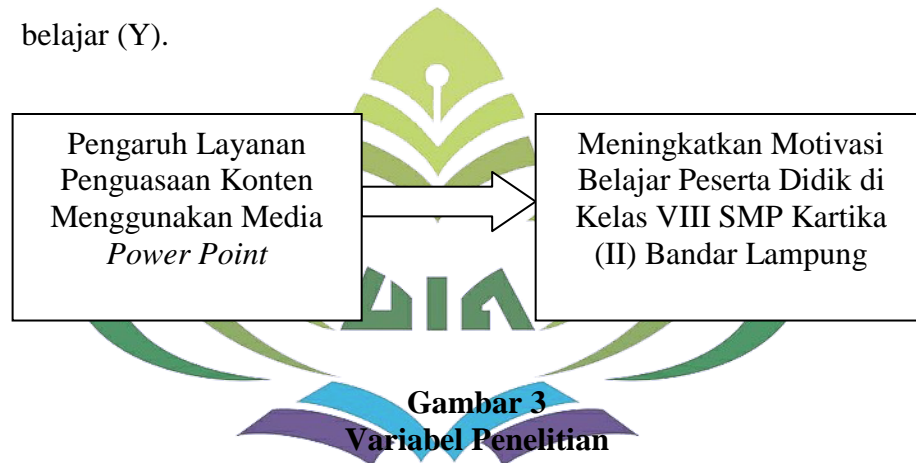 belajar (Y).
Pengaruh Layanan
Penguasaan Konten
Menggunakan Media
Power Point
Meningkatkan Motivasi
Belajar Peserta Didik di
Kelas VIII SMP Kartika
(II) Bandar Lampung
Gambar 3
Variabel Penelitian